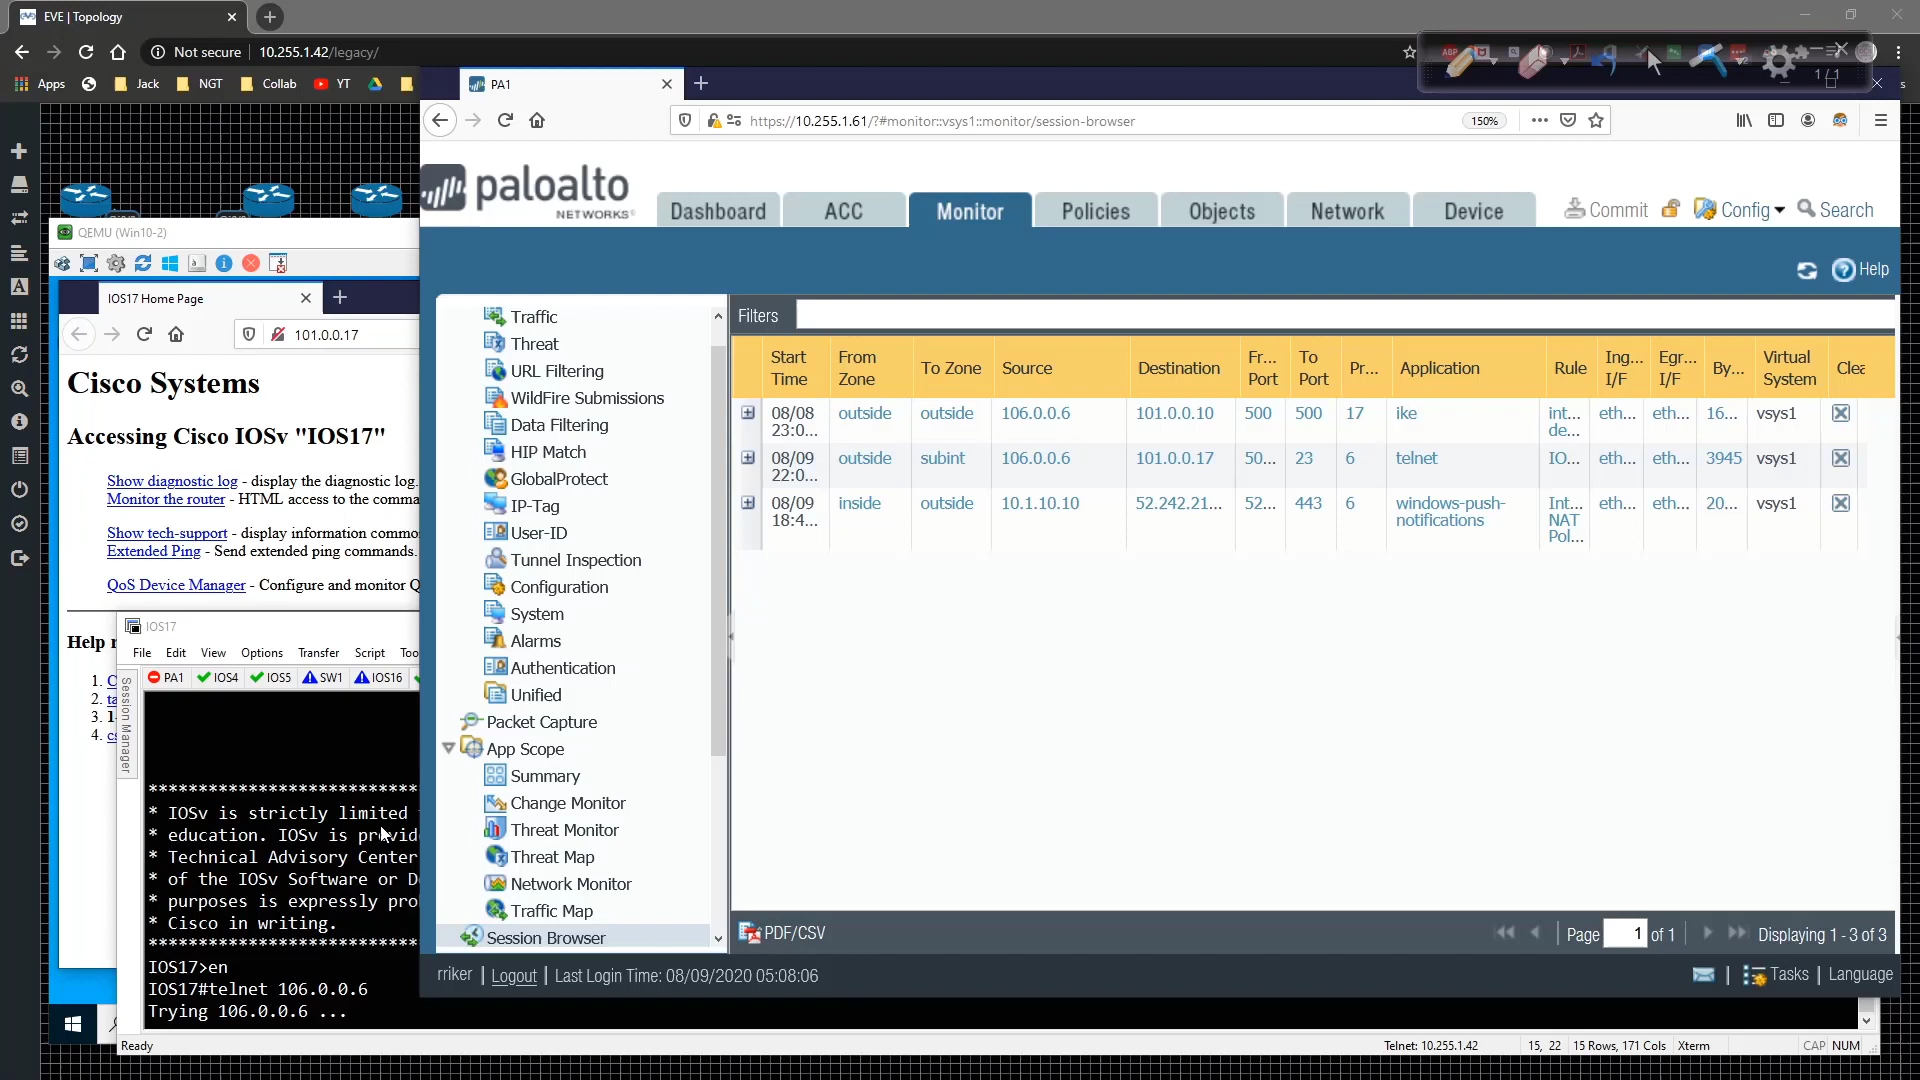 EVE | Topology
Not secure 10.255.1.42/legacy/
Apps Jack NGT Collab YT
1/1
PA1
https://10.255.1.61/?#monitor::vsys1::monitor/session-browser 150%
paloalto
NETWORKS®
Dashboard ACC Monitor Policies Objects Network Device Commit Config Search
Help
QEMU (Win10-2)
IOS17 Home Page
101.0.0.17
Cisco Systems
Accessing Cisco IOSv "IOS17"
Show diagnostic log - display the diagnostic log.
Monitor the router - HTML access to the comma
Show tech-support - display information commo
Extended Ping - Send extended ping commands.
QoS Device Manager - Configure and monitor Q
Help r
1. C
2. ta
3. 1-
4. cs
Traffic
Threat
URL Filtering
WildFire Submissions
Data Filtering
HIP Match
GlobalProtect
IP-Tag
User-ID
Tunnel Inspection
Configuration
System
Alarms
Authentication
Unified
Packet Capture
App Scope
Summary
Change Monitor
Threat Monitor
Threat Map
Network Monitor
Traffic Map
Session Browser
Filters
Start Time From Zone To Zone Source Destination Fr... Port To Port Pr... Application Rule Ing... I/F Egr... I/F By... Virtual System Clea
08/08 23:0... outside outside 106.0.0.6 101.0.0.10 500 500 17 ike int... de... eth... eth... 16... vsys1
08/09 22:0... outside subint 106.0.0.6 101.0.0.17 50... 23 6 telnet IO... eth... eth... 3945 vsys1
08/09 18:4... inside outside 10.1.10.10 52.242.21... 52... 443 6 windows-push-notifications Int... NAT Pol... eth... eth... 20... vsys1
PDF/CSV Page 1 of 1 Displaying 1 - 3 of 3
rriker Logout Last Login Time: 08/09/2020 05:08:06 Tasks Language
IOS17
File Edit View Options Transfer Script Too
PA1 IOS4 IOS5 SW1 IOS16
Session Manager
******************************
* IOSv is strictly limited
* education. IOSv is provide
* Technical Advisory Center
* of the IOSv Software or D
* purposes is expressly pro
* Cisco in writing.
******************************
IOS17>en
IOS17#telnet 106.0.0.6
Trying 106.0.0.6 ...
Ready Telnet: 10.255.1.42 15, 22 15 Rows, 171 Cols Xterm CAP NUM